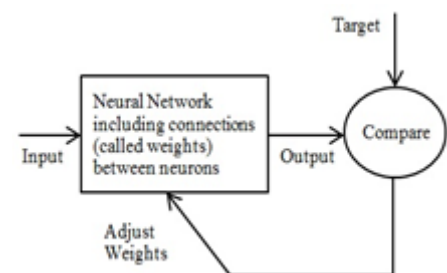 Target
Neural Network
including connections
(called weights)
between neurons
Compare
Input
Output
Adjust
Weights